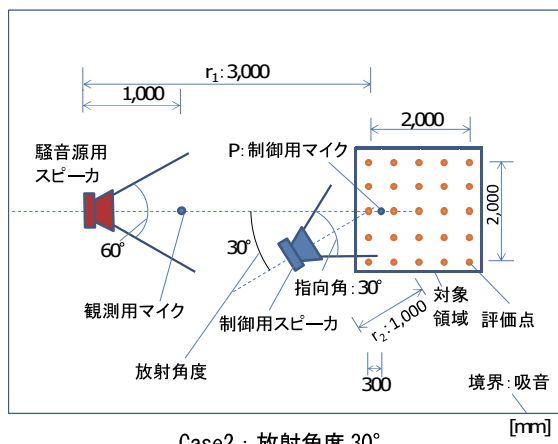 r₁:3,000
1,000
2,000
騒音源用
スピーカ
P:制御用マイク
2,000
60°
30°
観測用マイク
指向角:30°
制御用スピーカ
対象
領域
評価点
r₂:1,000
放射角度
300
境界:吸音
[mm]
Case2:放射角度 30°